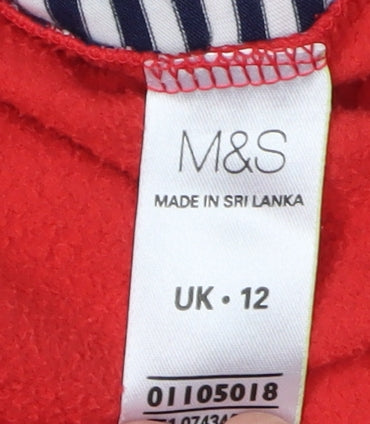 M&S
MADE IN SRI LANKA
UK • 12
01105018